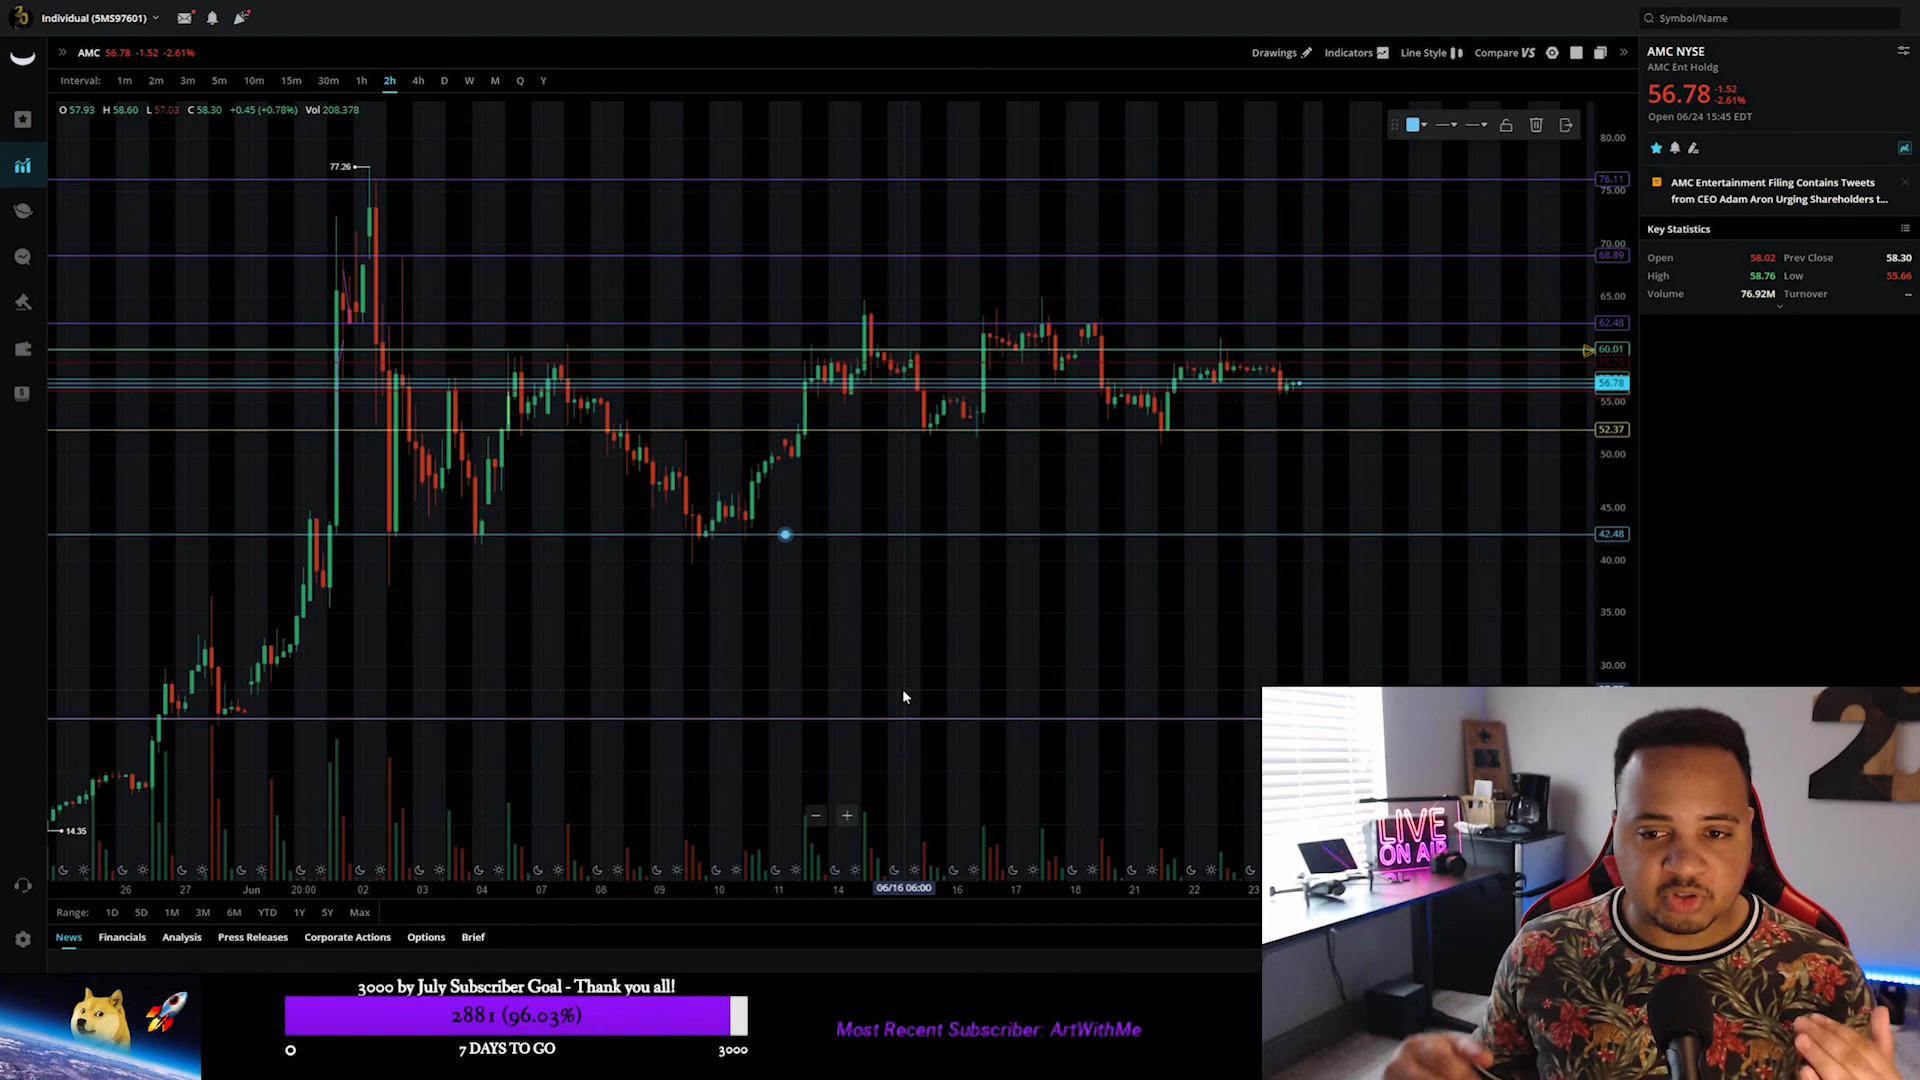 Individual (5MS97601)
Symbol/Name
AMC 56.78 -1.52 -2.61%
Drawings Indicators Line Style Compare VS
Interval: 1m 2m 3m 5m 10m 15m 30m 1h 2h 4h D W M Q Y
O 57.93 H 58.60 L 57.03 C 58.30 +0.45 (+0.78%) Vol 208.378
AMC NYSE
AMC Ent Holdg
56.78 -1.52
-2.61%
Open 06/24 15:45 EDT
AMC Entertainment Filing Contains Tweets
from CEO Adam Aron Urging Shareholders t...
Key Statistics
Open 58.02 Prev Close 58.30
High 58.76 Low 55.66
Volume 76.92M Turnover --
80.00
77.26
76.11
75.00
70.00
68.89
65.00
62.48
60.01
56.78
55.00
52.37
50.00
45.00
42.48
40.00
35.00
30.00
14.35
26 27 Jun 20:00 02 03 04 07 08 09 10 11 14 06/16 06:00 16 17 18 21 22 23
Range: 1D 5D 1M 3M 6M YTD 1Y 5Y Max
News Financials Analysis Press Releases Corporate Actions Options Brief
LIVE
ON AIR
2
3000 by July Subscriber Goal - Thank you all!
2881 (96.03%)
0 7 DAYS TO GO 3000
Most Recent Subscriber: ArtWithMe